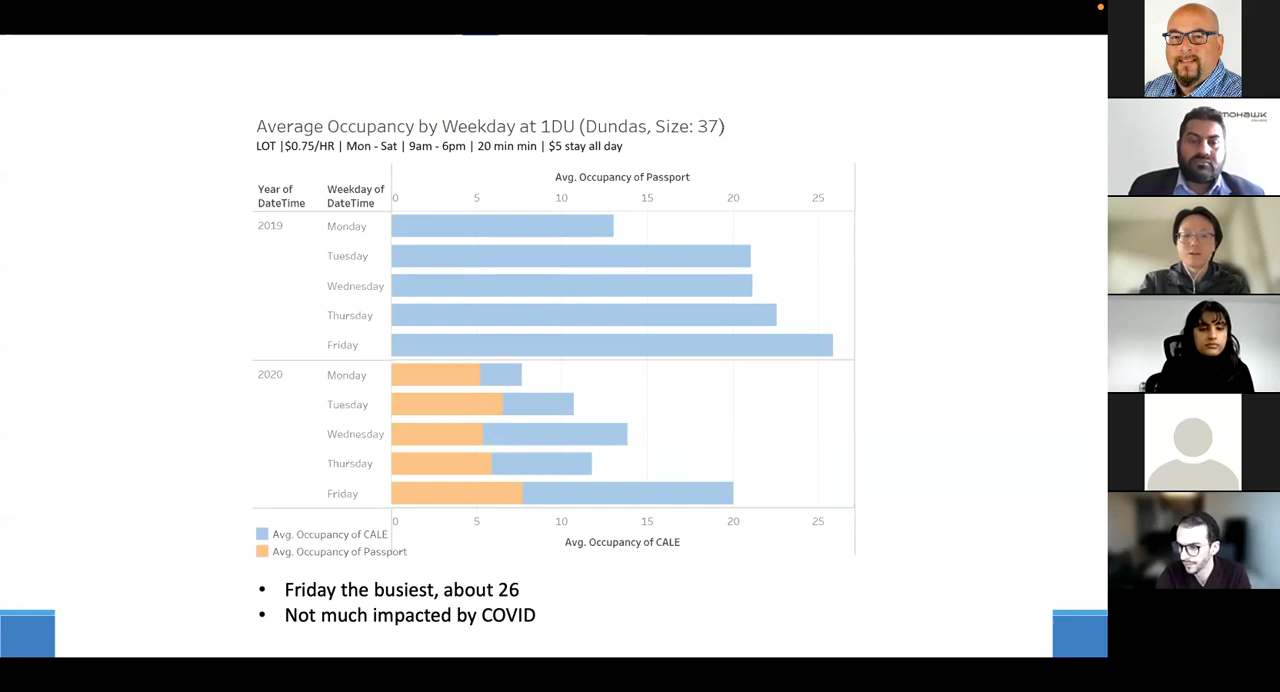 MOHAWK
COLLEGE
Average Occupancy by Weekday at 1DU (Dundas, Size: 37)
LOT |$0.75/HR | Mon - Sat | 9am - 6pm | 20 min min | $5 stay all day
Avg. Occupancy of Passport
Year of DateTime
Weekday of DateTime
0 5 10 15 20 25
2019 Monday
Tuesday
Wednesday
Thursday
Friday
2020 Monday
Tuesday
Wednesday
Thursday
Friday
0 5 10 15 20 25
Avg. Occupancy of CALE
Avg. Occupancy of CALE
Avg. Occupancy of Passport
• Friday the busiest, about 26
• Not much impacted by COVID